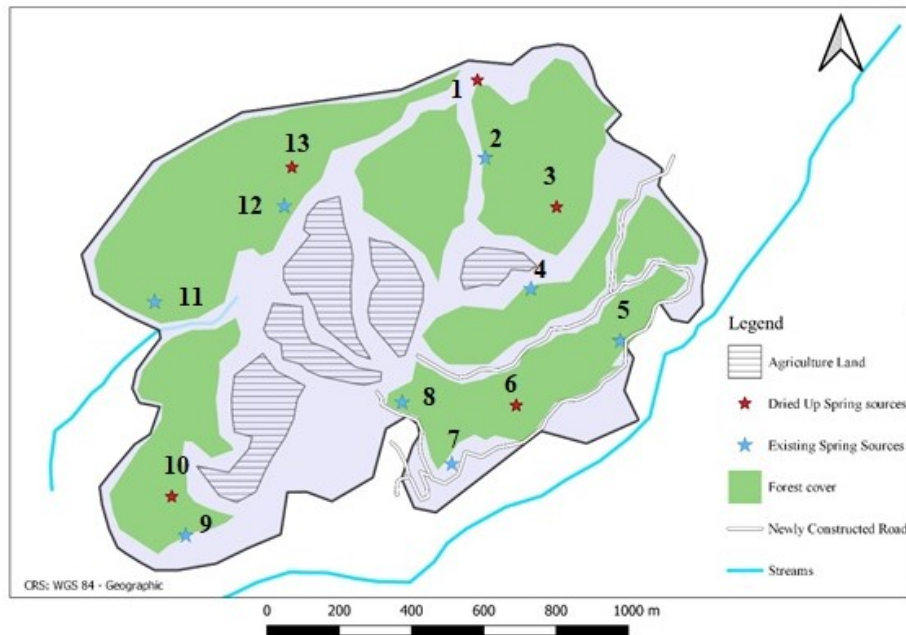 1
2
13
3
12
4
11
5
Legend
Agriculture Land
Dried Up Spring sources
8
6
Existing Spring Sources
7
10
Forest cover
9
Newly Constructed Road
Streams
CRS: WGS 84 - Geographic
0 200 400 600 800 1000 m